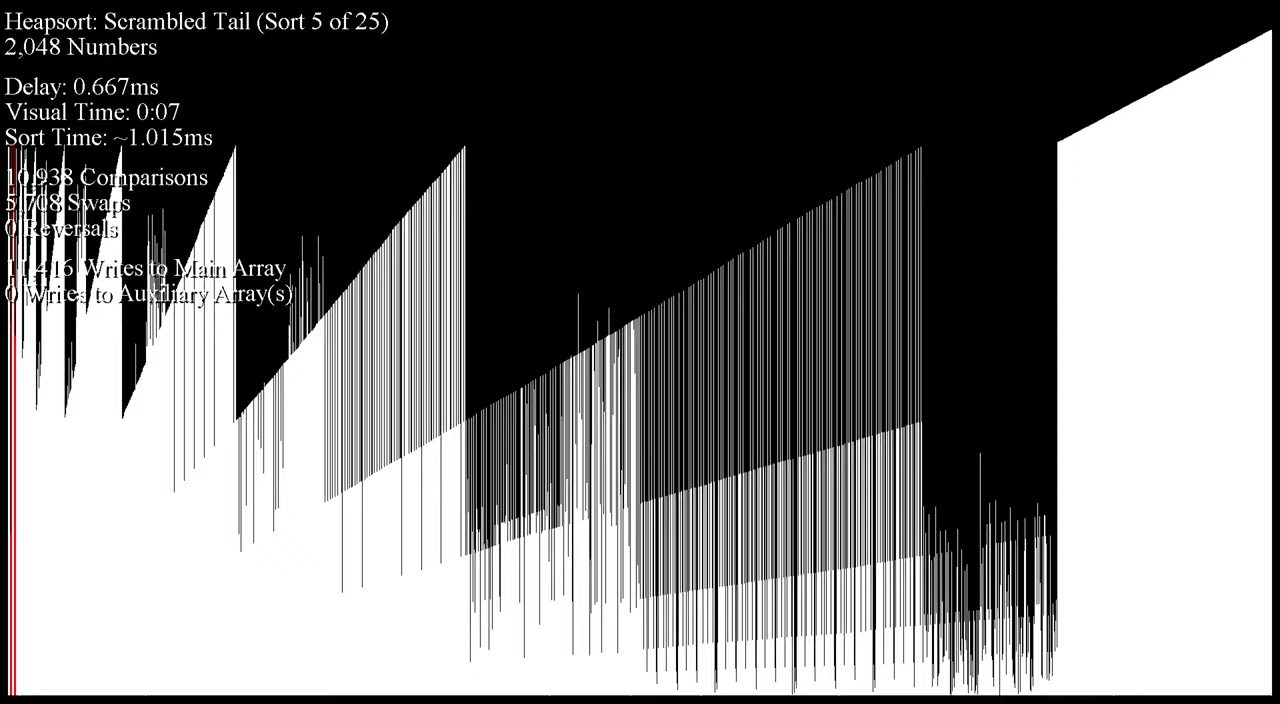 Heapsort: Scrambled Tail (Sort 5 of 25)
2,048 Numbers
Delay: 0.667ms
Visual Time: 0:07
Sort Time: ~1.015ms
10,938 Comparisons
5,708 Swaps
0 Reversals
11,416 Writes to Main Array
0 Writes to Auxiliary Array(s)